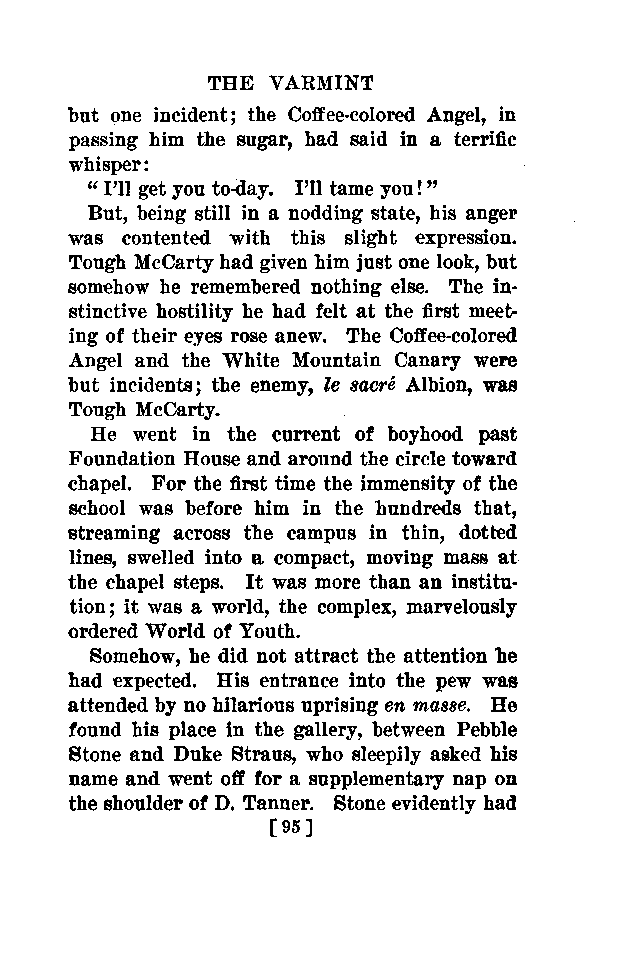 THE VARMINT
but one incident; the Coffee-colored Angel, in
passing him the sugar, had said in a terrific
whisper:
“ I’ll get you to-day. I’ll tame you! ”
But, being still in a nodding state, his anger
was contented with this slight expression.
Tough McCarty had given him just one look, but
somehow he remembered nothing else. The in-
stinctive hostility he had felt at the first meet-
ing of their eyes rose anew. The Coffee-colored
Angel and the White Mountain Canary were
but incidents; the enemy, le sacré Albion, was
Tough McCarty.
He went in the current of boyhood past
Foundation House and around the circle toward
chapel. For the first time the immensity of the
school was before him in the hundreds that,
streaming across the campus in thin, dotted
lines, swelled into a compact, moving mass at
the chapel steps. It was more than an institu-
tion; it was a world, the complex, marvelously
ordered World of Youth.
Somehow, he did not attract the attention he
had expected. His entrance into the pew was
attended by no hilarious uprising en masse. He
found his place in the gallery, between Pebble
Stone and Duke Straus, who sleepily asked his
name and went off for a supplementary nap on
the shoulder of D. Tanner. Stone evidently had
[ 95 ]